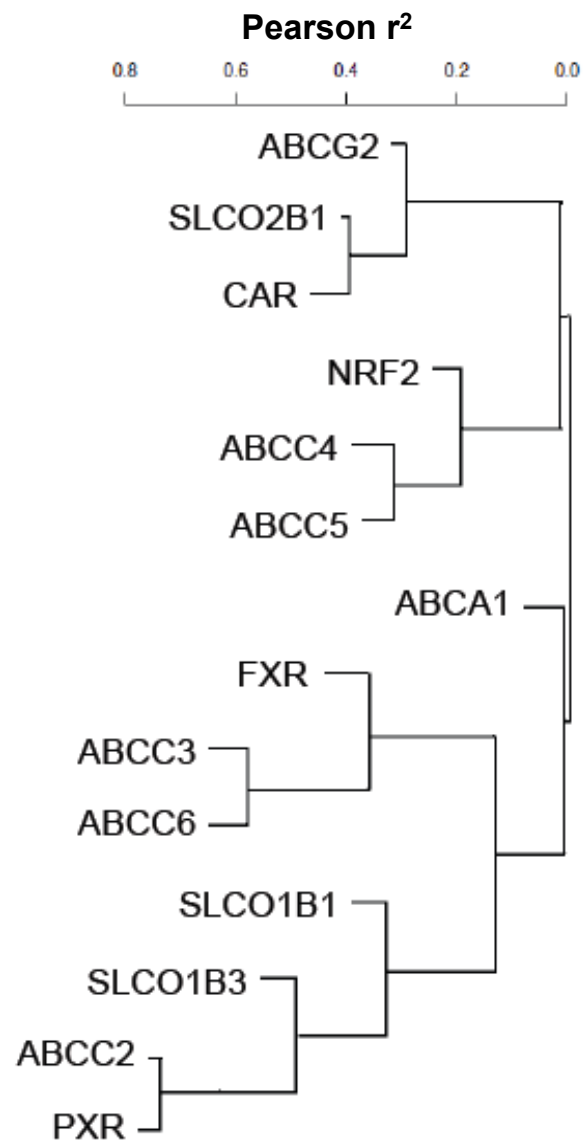 Pearson r²
0.8 0.6 0.4 0.2 0.0
ABCG2
SLCO2B1
CAR
NRF2
ABCC4
ABCC5
ABCA1
FXR
ABCC3
ABCC6
SLCO1B1
SLCO1B3
ABCC2
PXR